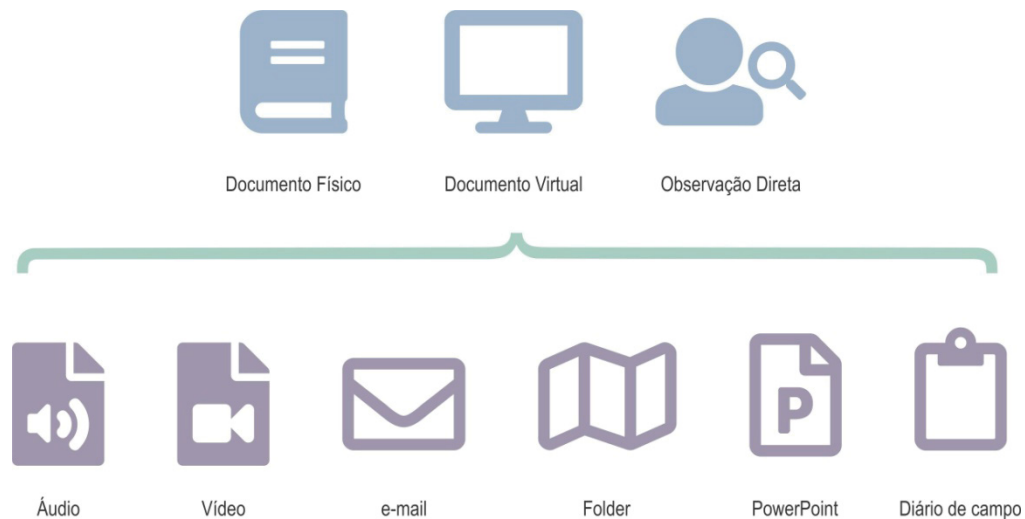 Documento Físico
Documento Virtual
Observação Direta
Áudio
Vídeo
e-mail
Folder
P
PowerPoint
Diário de campo